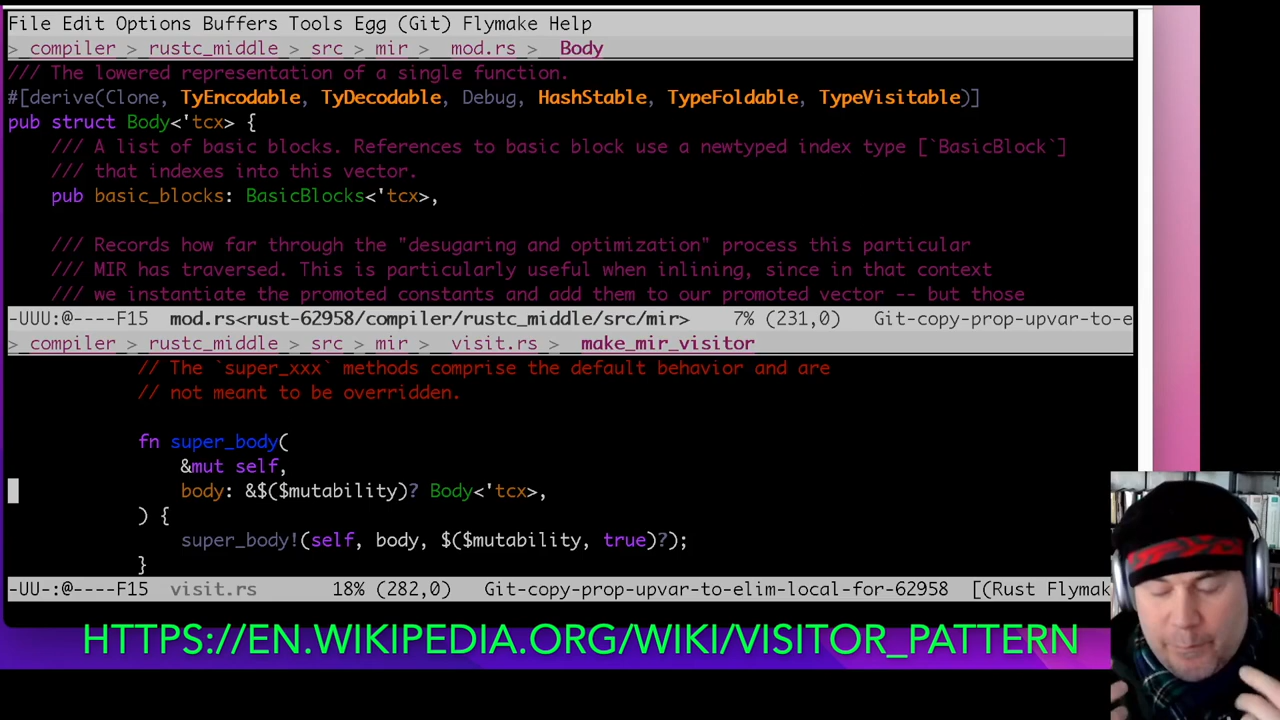 File Edit Options Buffers Tools Egg (Git) Flymake Help
> compiler > rustc_middle > src > mir > mod.rs > Body
/// The lowered representation of a single function.
#[derive(Clone, TyEncodable, TyDecodable, Debug, HashStable, TypeFoldable, TypeVisitable)]
pub struct Body<'tcx> {
/// A list of basic blocks. References to basic block use a newtyped index type [`BasicBlock`]
/// that indexes into this vector.
pub basic_blocks: BasicBlocks<'tcx>,
/// Records how far through the "desugaring and optimization" process this particular
/// MIR has traversed. This is particularly useful when inlining, since in that context
/// we instantiate the promoted constants and add them to our promoted vector -- but those
-UUU:@----F15 mod.rs<rust-62958/compiler/rustc_middle/src/mir> 7% (231,0) Git-copy-prop-upvar-to-e
> compiler > rustc_middle > src > mir > visit.rs > make_mir_visitor
// The `super_xxx` methods comprise the default behavior and are
// not meant to be overridden.
fn super_body(
&mut self,
body: &$($mutability)? Body<'tcx>,
) {
super_body!(self, body, $($mutability, true)?);
}
-UU-:@----F15 visit.rs 18% (282,0) Git-copy-prop-upvar-to-elim-local-for-62958 [(Rust Flymak
HTTPS://EN.WIKIPEDIA.ORG/WIKI/VISITOR_PATTERN